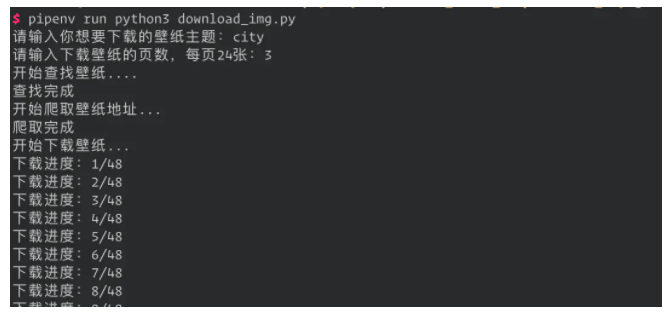 $ pipenv run python3 download_img.py
请输入你想要下载的壁纸主题: city
请输入下载壁纸的页数, 每页24张: 3
开始查找壁纸....
查找完成
开始爬取壁纸地址...
爬取完成
开始下载壁纸...
下载进度: 1/48
下载进度: 2/48
下载进度: 3/48
下载进度: 4/48
下载进度: 5/48
下载进度: 6/48
下载进度: 7/48
下载进度: 8/48